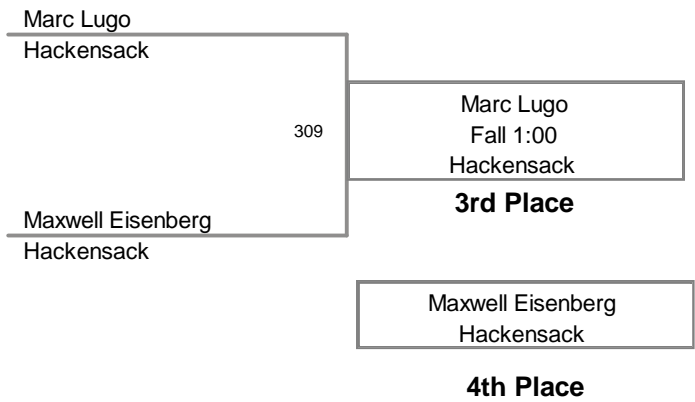 Marc Lugo
Hackensack
309
Marc Lugo
Fall 1:00
Hackensack
3rd Place
Maxwell Eisenberg
Hackensack
Maxwell Eisenberg
Hackensack
4th Place